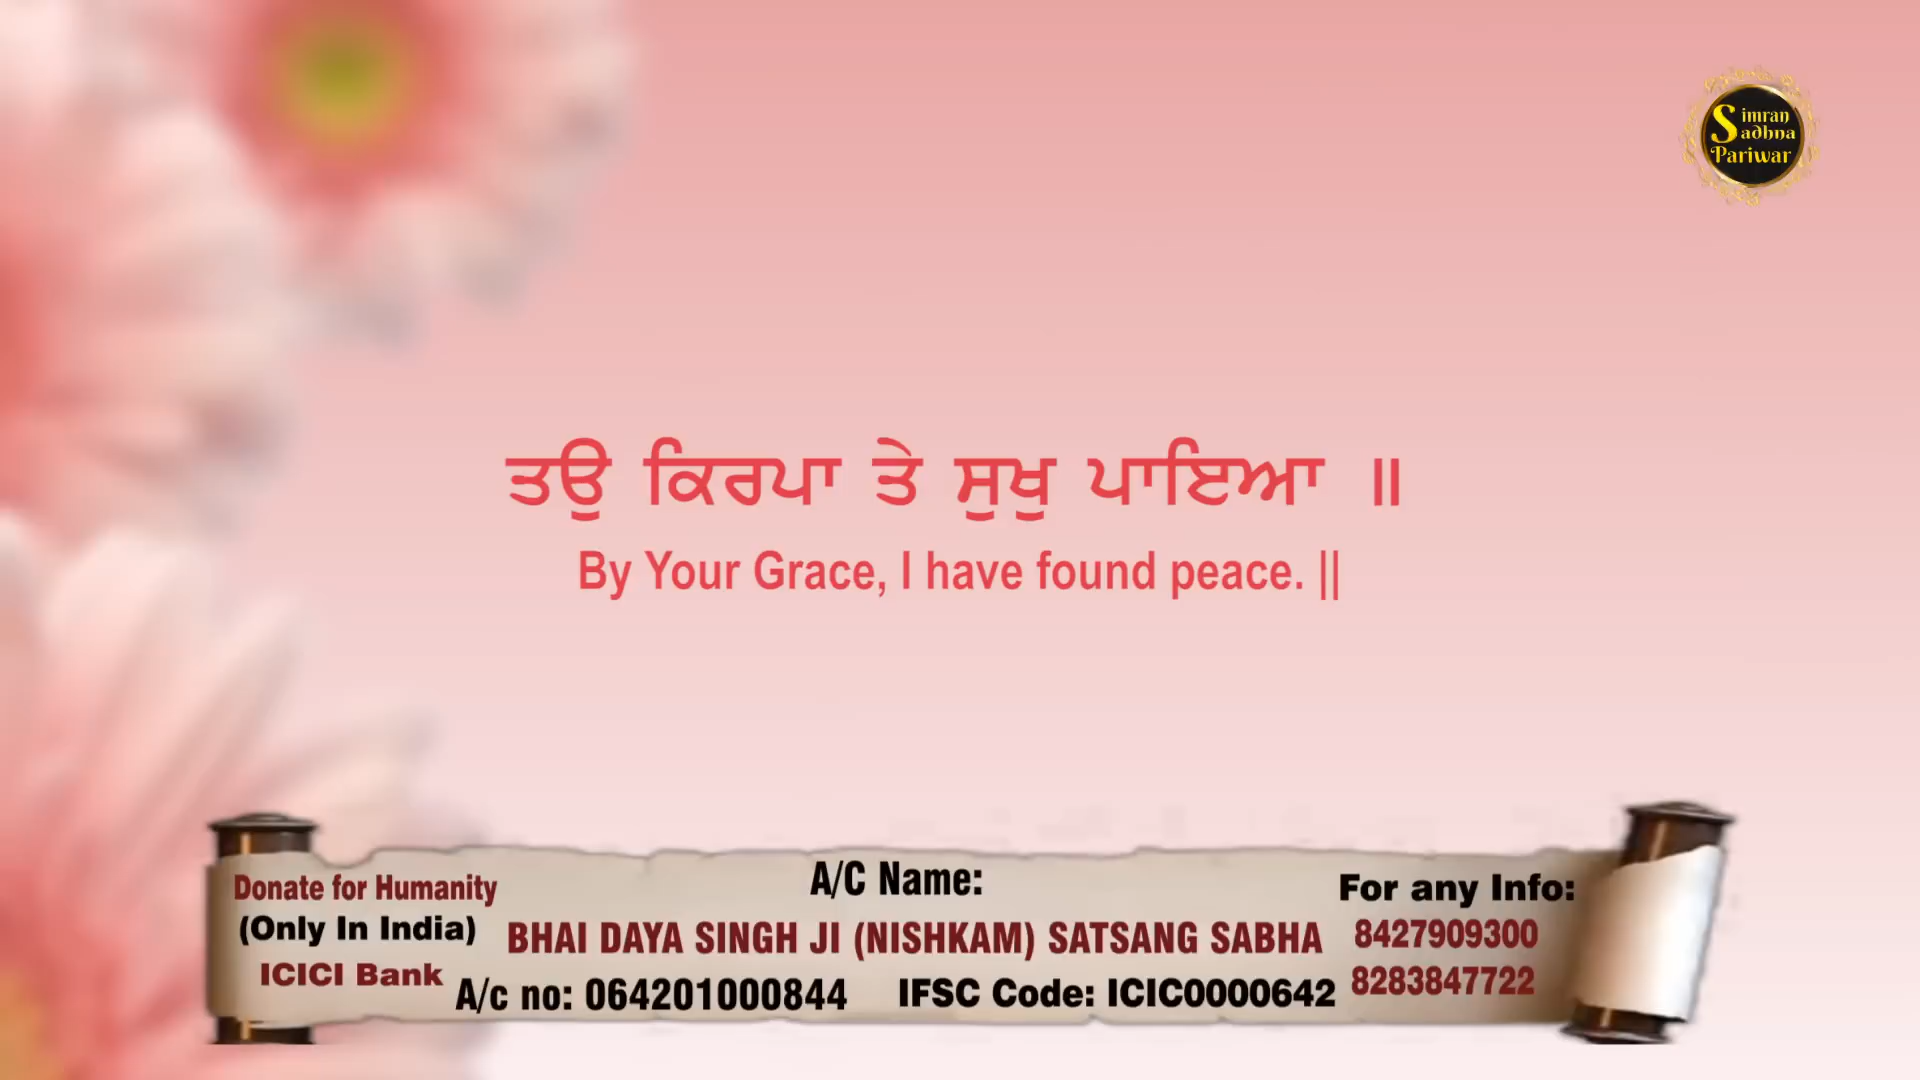 Simran
Sadhna
Pariwar
ਤਉ ਕਿਰਪਾ ਤੇ ਸੁਖੁ ਪਾਇਆ ॥
By Your Grace, I have found peace. ||
Donate for Humanity
(Only In India)
ICICI Bank
A/C Name:
BHAI DAYA SINGH JI (NISHKAM) SATSANG SABHA
A/c no: 064201000844 IFSC Code: ICIC0000642
For any Info:
8427909300
8283847722